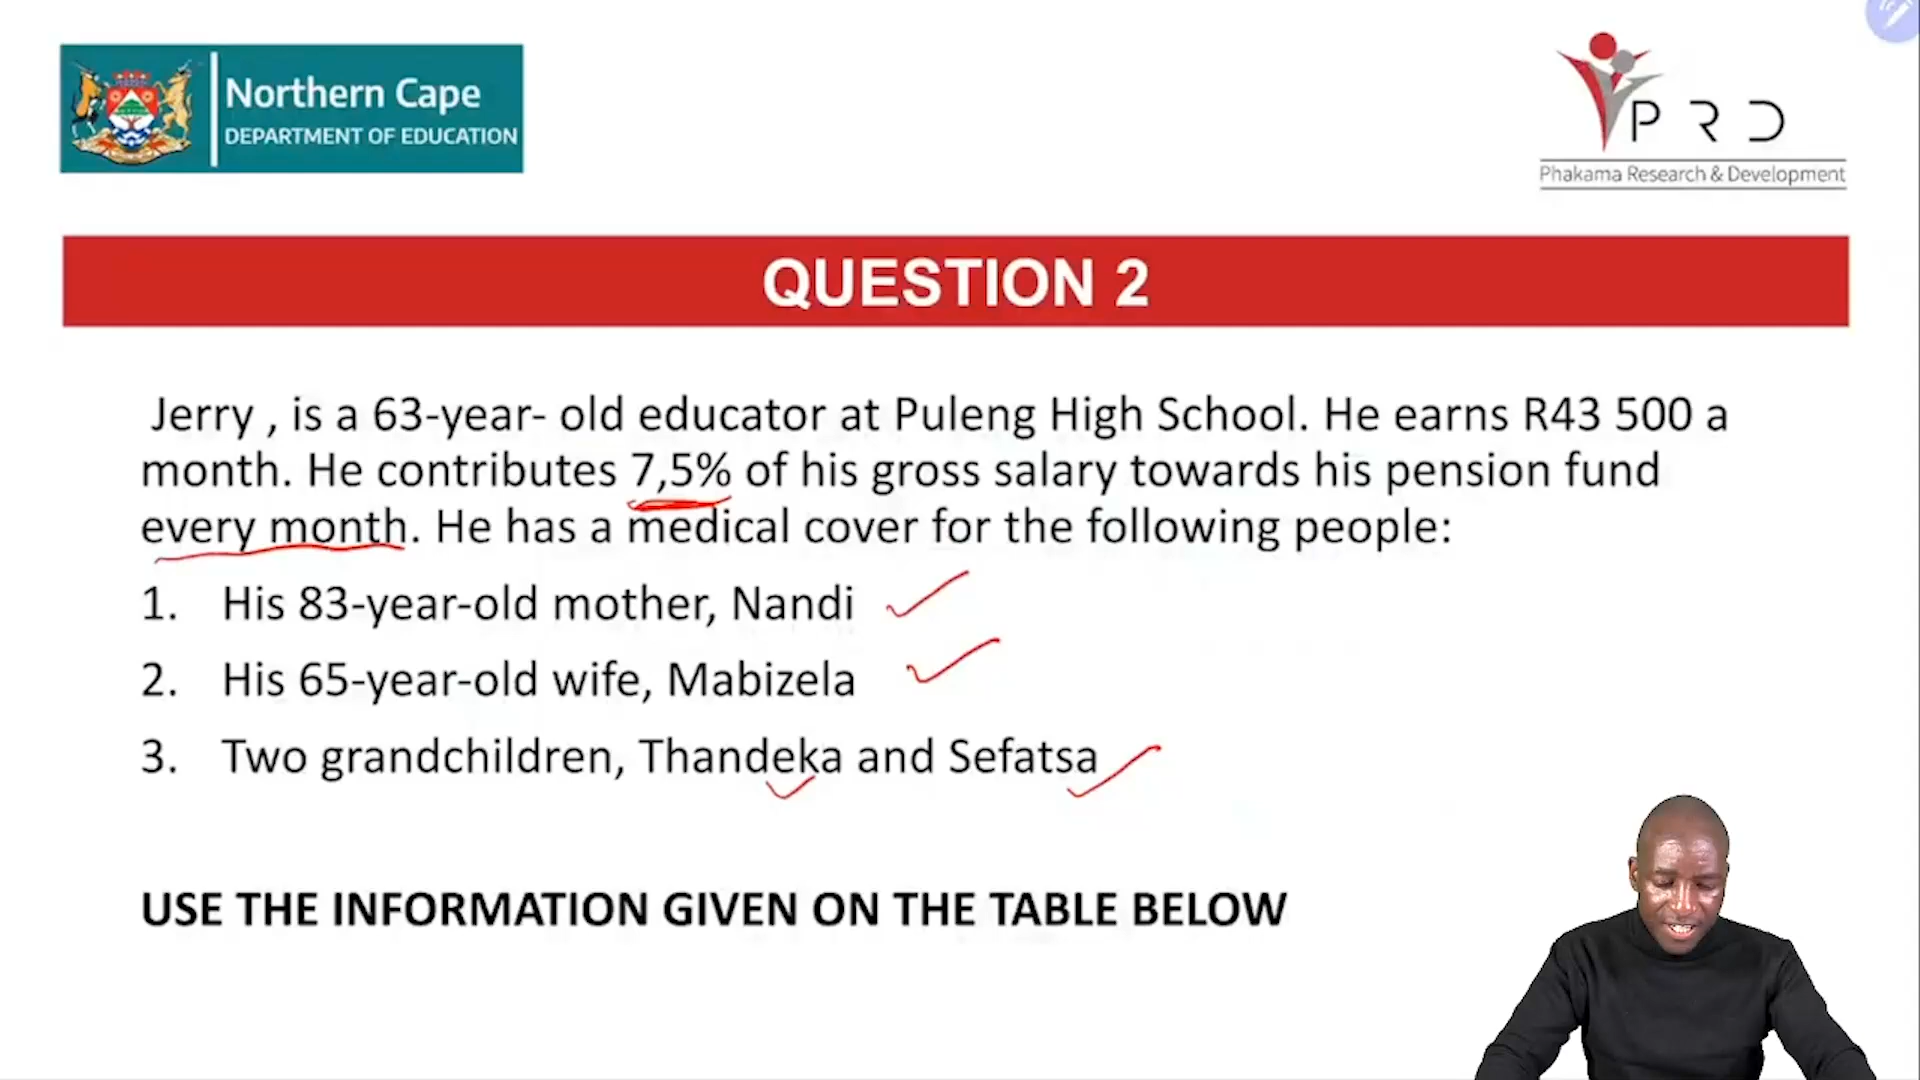 Northern Cape
DEPARTMENT OF EDUCATION
PRD
Phakama Research & Development
QUESTION 2
Jerry , is a 63-year- old educator at Puleng High School. He earns R43 500 a
month. He contributes 7,5% of his gross salary towards his pension fund
every month. He has a medical cover for the following people:
1. His 83-year-old mother, Nandi
2. His 65-year-old wife, Mabizela
3. Two grandchildren, Thandeka and Sefatsa
USE THE INFORMATION GIVEN ON THE TABLE BELOW